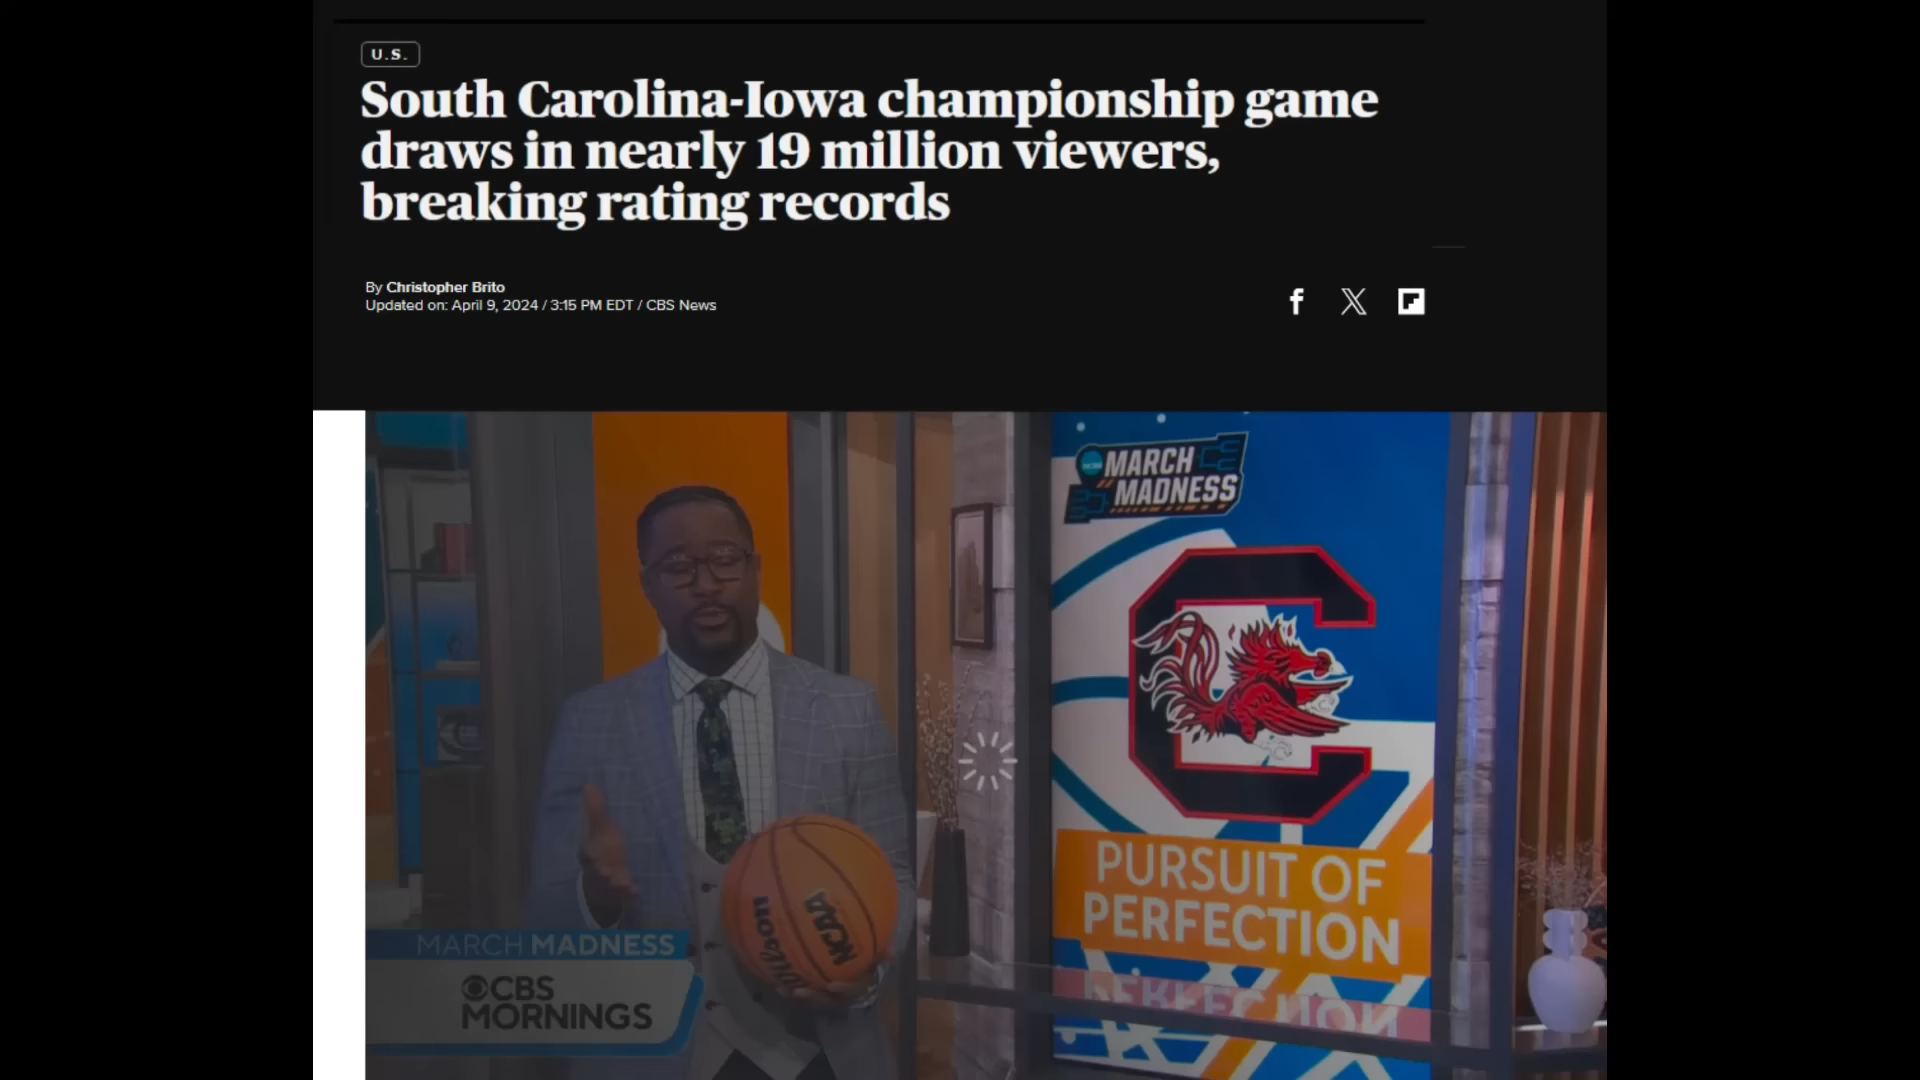 U.S.
South Carolina-Iowa championship game
draws in nearly 19 million viewers,
breaking rating records
By Christopher Brito
Updated on: April 9, 2024 / 3:15 PM EDT / CBS News
MARCH
MADNESS
PURSUIT OF
PERFECTION
Wilson
NCAA
MARCH MADNESS
CBS
MORNINGS